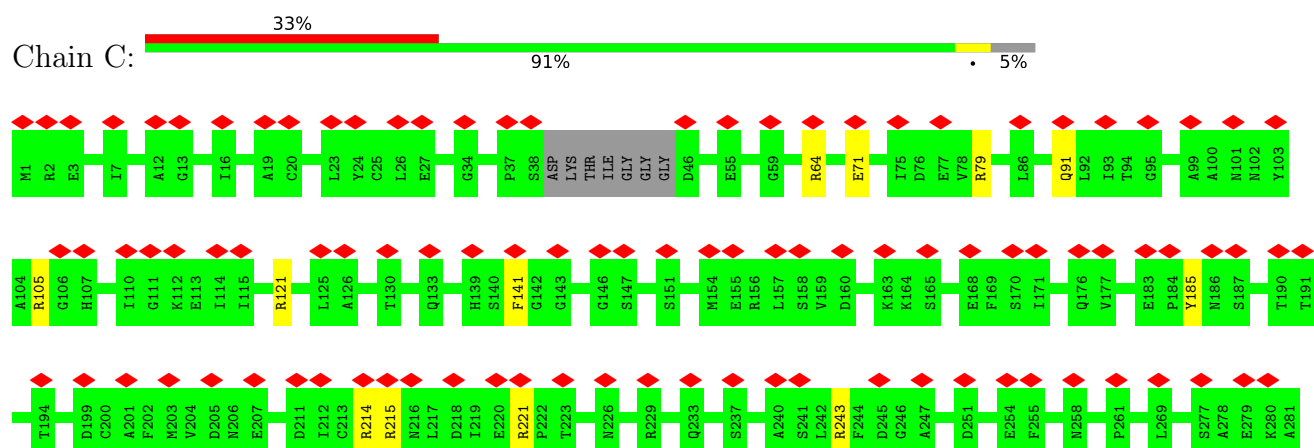 33%
Chain C:
91%
•
5%
M1 R2 E3 I7 A12 G13 I16 A19 C20 L23 Y24 C25 L26 E27 G34 P37 S38 ASP LYS THR ILE GLY GLY GLY D46 E55 G59 R64 E71 I75 D76 E77 V78 R79 L86 Q91 L92 I93 T94 G95 A99 A100 N101 N102 Y103
A104 R105 G106 H107 I110 G111 K112 E113 I114 I115 R121 L125 A126 T130 Q133 H139 S140 F141 G142 G143 G146 S147 S151 M154 E155 R156 L157 S158 V159 D160 K163 K164 S165 E168 F169 S170 I171 Q176 V177 E183 P184 Y185 N186 S187 T190 T191
T194 D199 C200 A201 F202 M203 V204 D205 N206 E207 D211 I212 C213 R214 R215 N216 L217 D218 I219 E220 R221 P222 T223 N226 R229 Q233 S237 A240 S241 L242 R243 F244 D245 G246 A247 D251 E254 F255 N258 P261 L269 S277 A278 E279 K280 A281